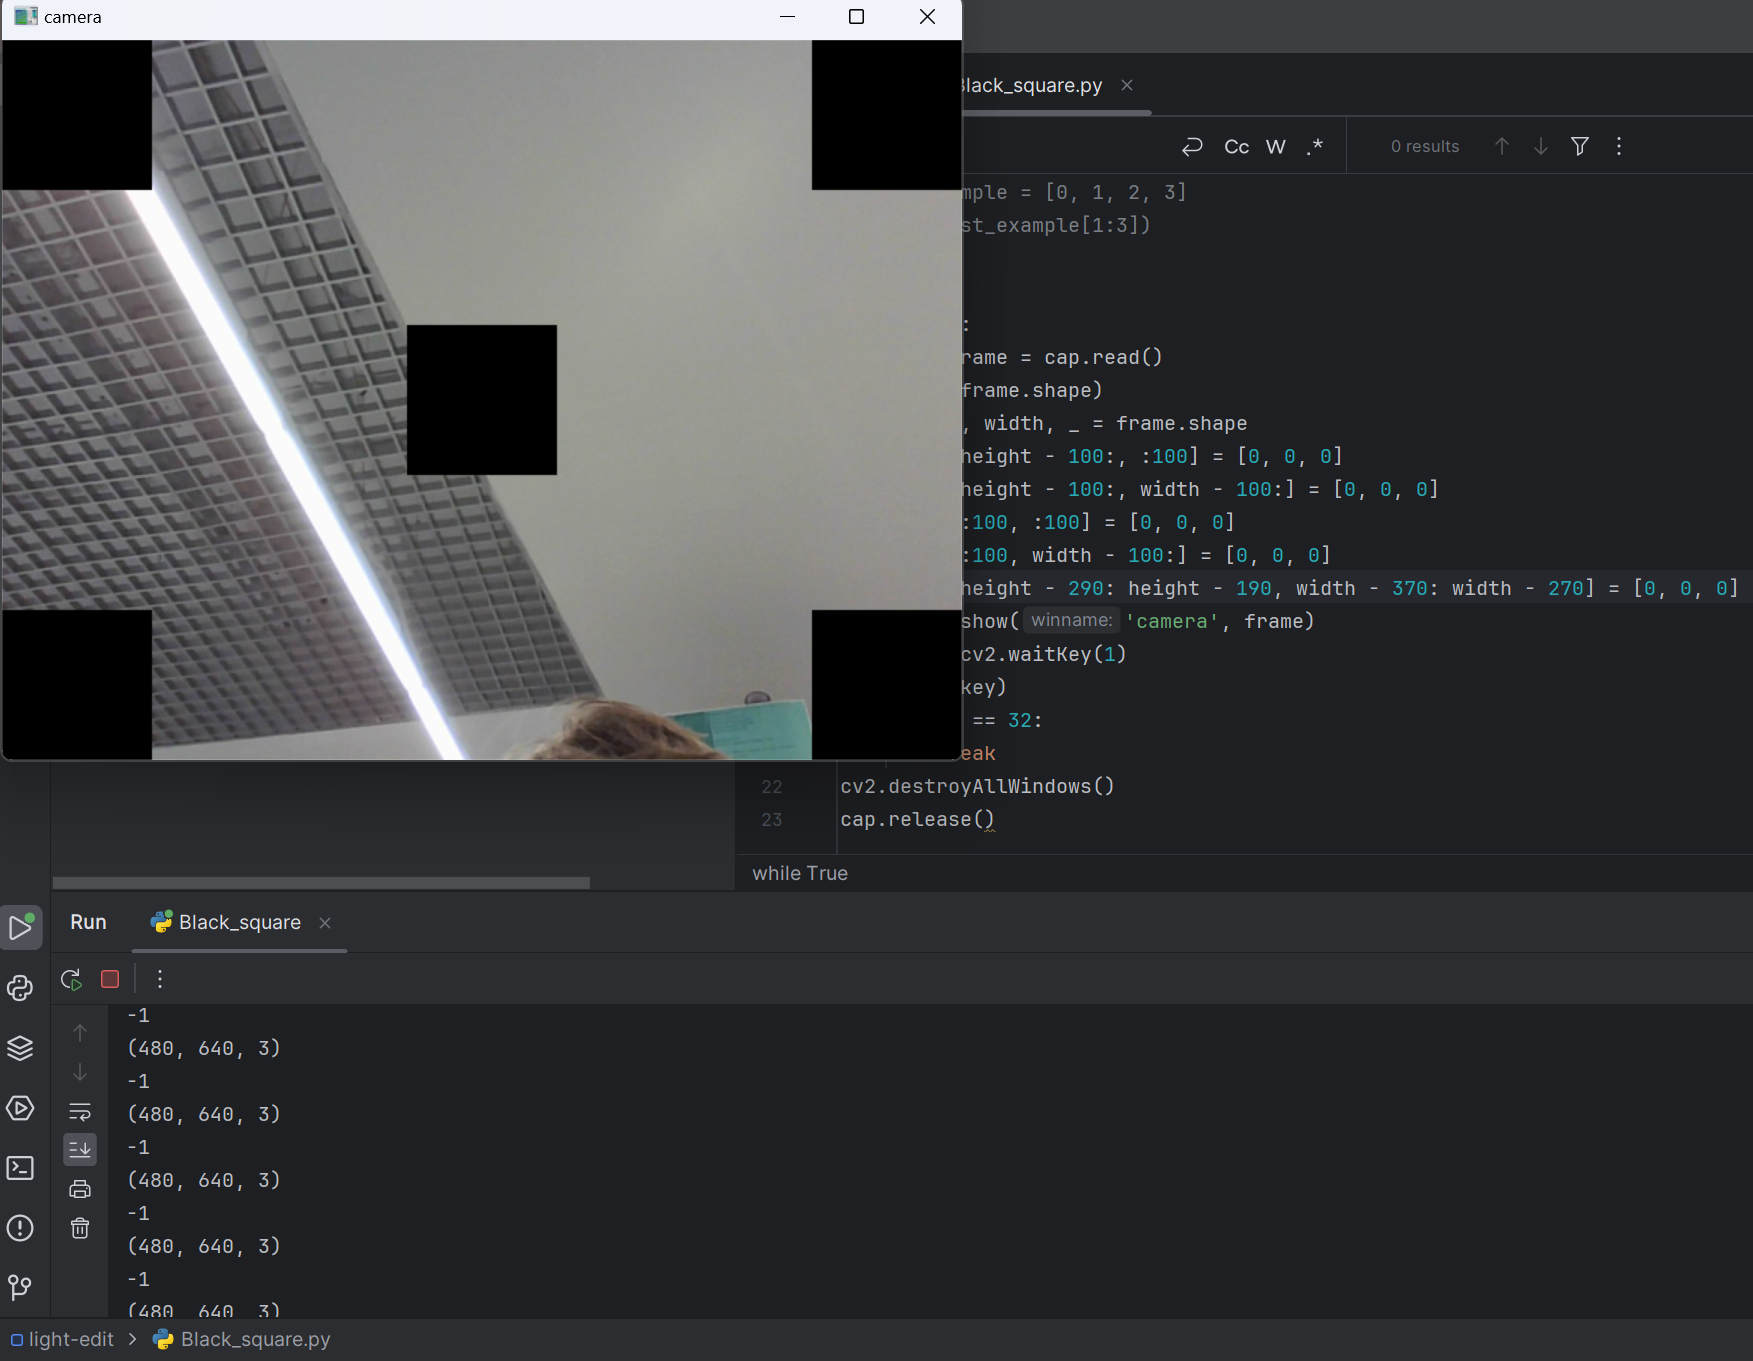 camera
Black_square.py
Cc W .*
0 results
mple = [0, 1, 2, 3]
st_example[1:3])
:
rame = cap.read()
frame.shape)
, width, _ = frame.shape
height - 100:, :100] = [0, 0, 0]
height - 100:, width - 100:] = [0, 0, 0]
:100, :100] = [0, 0, 0]
:100, width - 100:] = [0, 0, 0]
height - 290: height - 190, width - 370: width - 270] = [0, 0, 0]
show( winname: 'camera', frame)
cv2.waitKey(1)
key)
== 32:
eak
22 cv2.destroyAllWindows()
23 cap.release()
while True
Run Black_square
-1
(480, 640, 3)
-1
(480, 640, 3)
-1
(480, 640, 3)
-1
(480, 640, 3)
-1
(480, 640, 3)
light-edit > Black_square.py